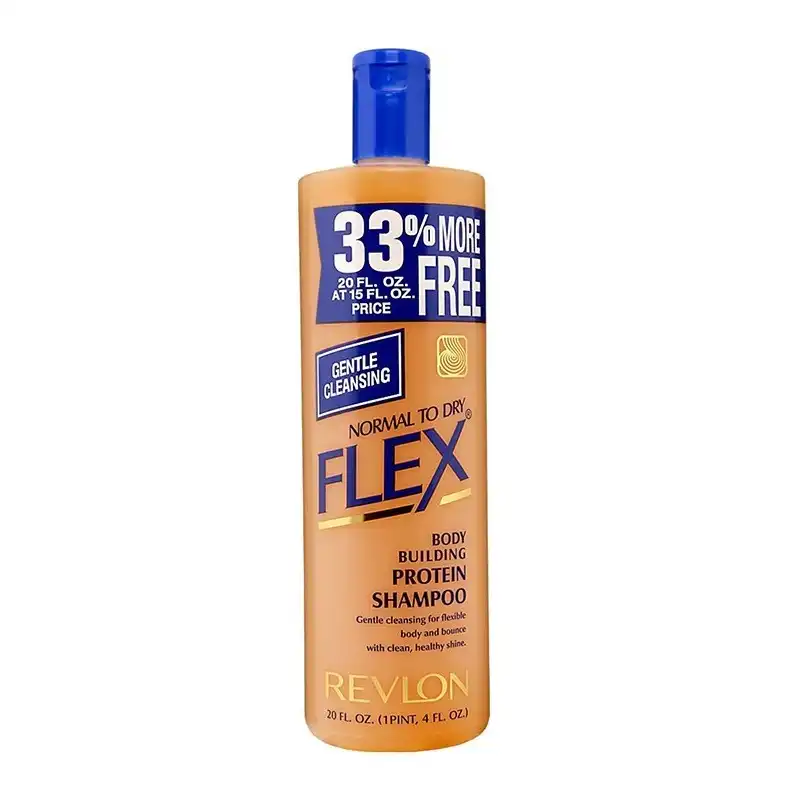 33% MORE
FREE
20 FL. OZ.
AT 15 FL. OZ.
PRICE
GENTLE
CLEANSING
NORMAL TO DRY
FLEX®
BODY
BUILDING
PROTEIN
SHAMPOO
Gentle cleansing for flexible
body and bounce
with clean, healthy shine.
REVLON
20 FL. OZ. (1PINT, 4 FL. OZ.)